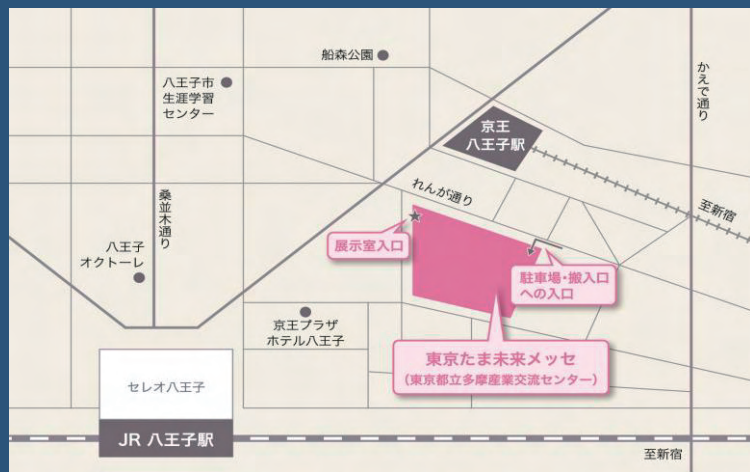 船森公園
八王子市
生涯学習
センター
かえで通り
京王
八王子駅
至新宿
れんが通り
桑並木通り
展示室入口
八王子
オクトーレ
駐車場・搬入口
への入口
京王プラザ
ホテル八王子
東京たま未来メッセ
(東京都立多摩産業交流センター)
セレオ八王子
JR 八王子駅
至新宿